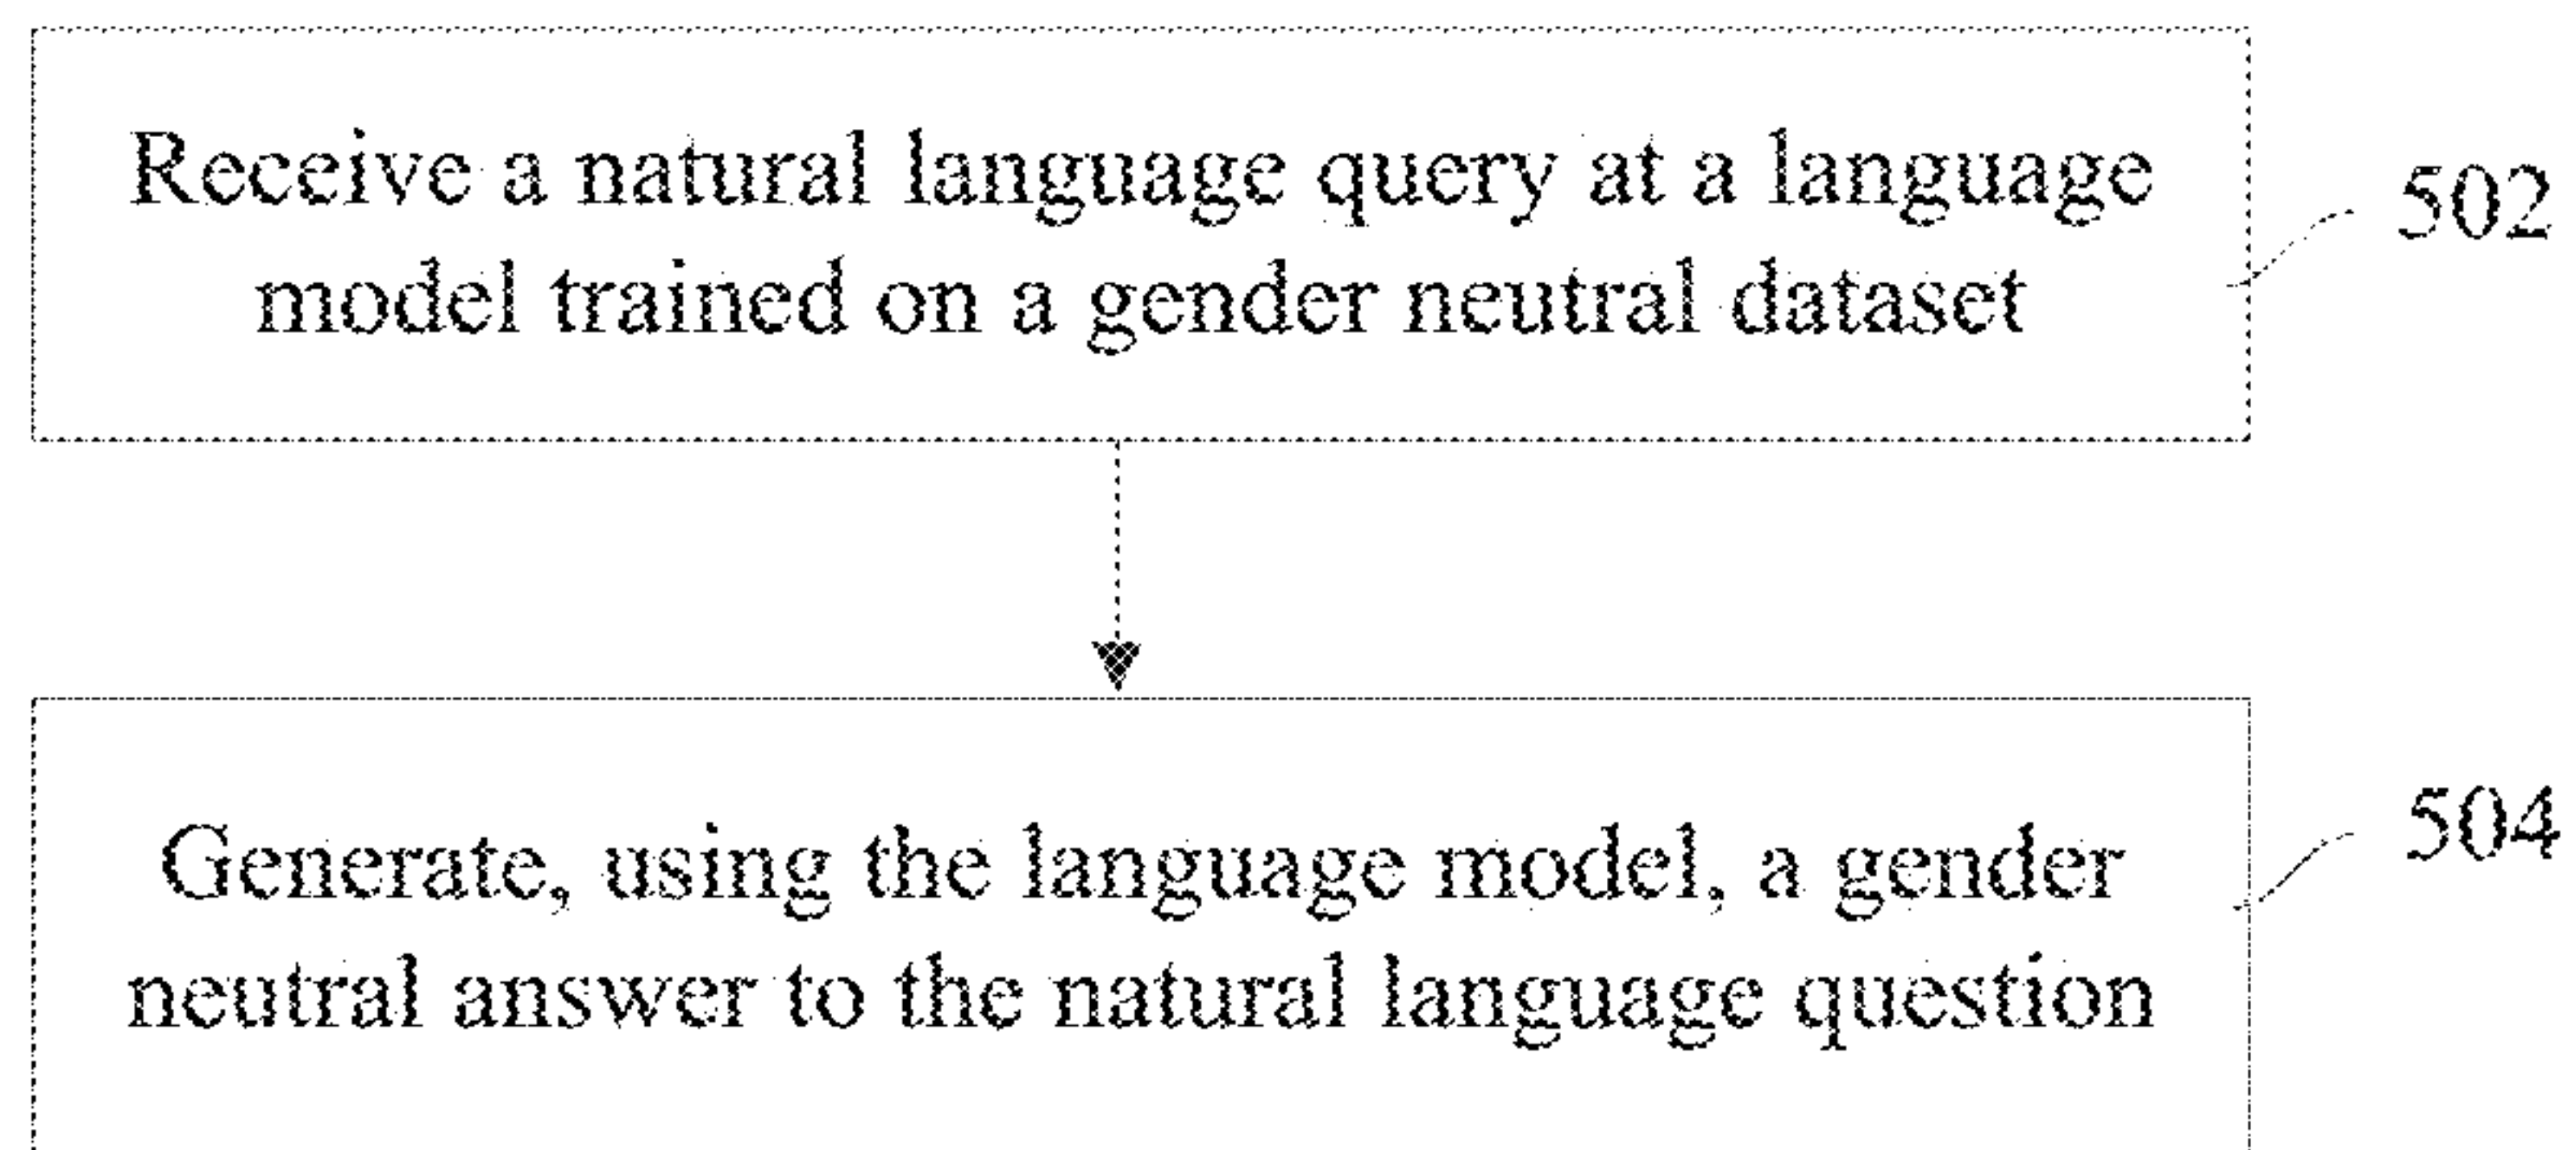 Receive a natural language query at a language
model trained on a gender neutral dataset
502
Generate, using the language model, a gender
neutral answer to the natural language question
504